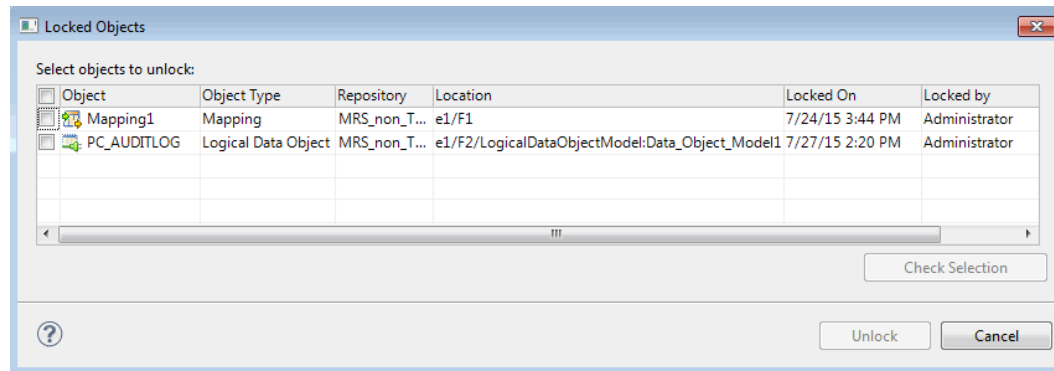 Locked Objects
Select objects to unlock:
Object Object Type Repository Location Locked On Locked by
Mapping1 Mapping MRS_non_T... e1/F1 7/24/15 3:44 PM Administrator
PC_AUDITLOG Logical Data Object MRS_non_T... e1/F2/LogicalDataObjectModel:Data_Object_Model1 7/27/15 2:20 PM Administrator
Check Selection
? Unlock Cancel